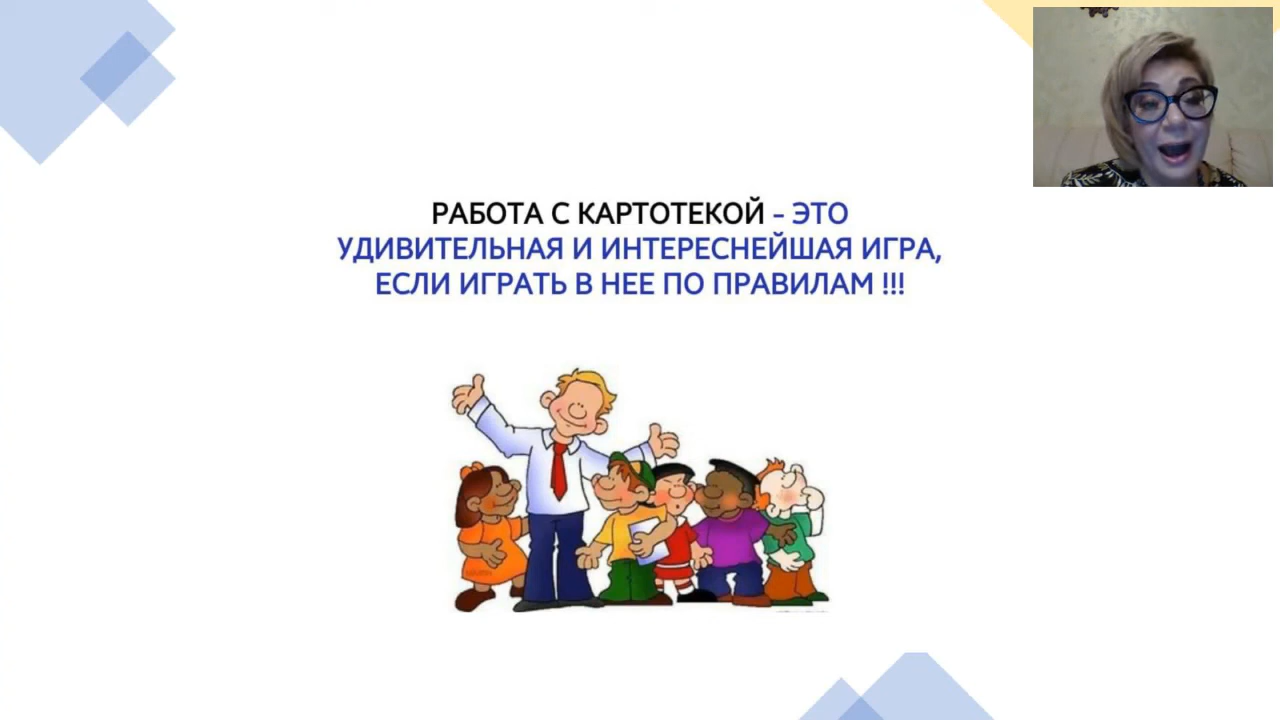 РАБОТА С КАРТОТЕКОЙ – ЭТО
УДИВИТЕЛЬНАЯ И ИНТЕРЕСНЕЙШАЯ ИГРА,
ЕСЛИ ИГРАТЬ В НЕЕ ПО ПРАВИЛАМ !!!